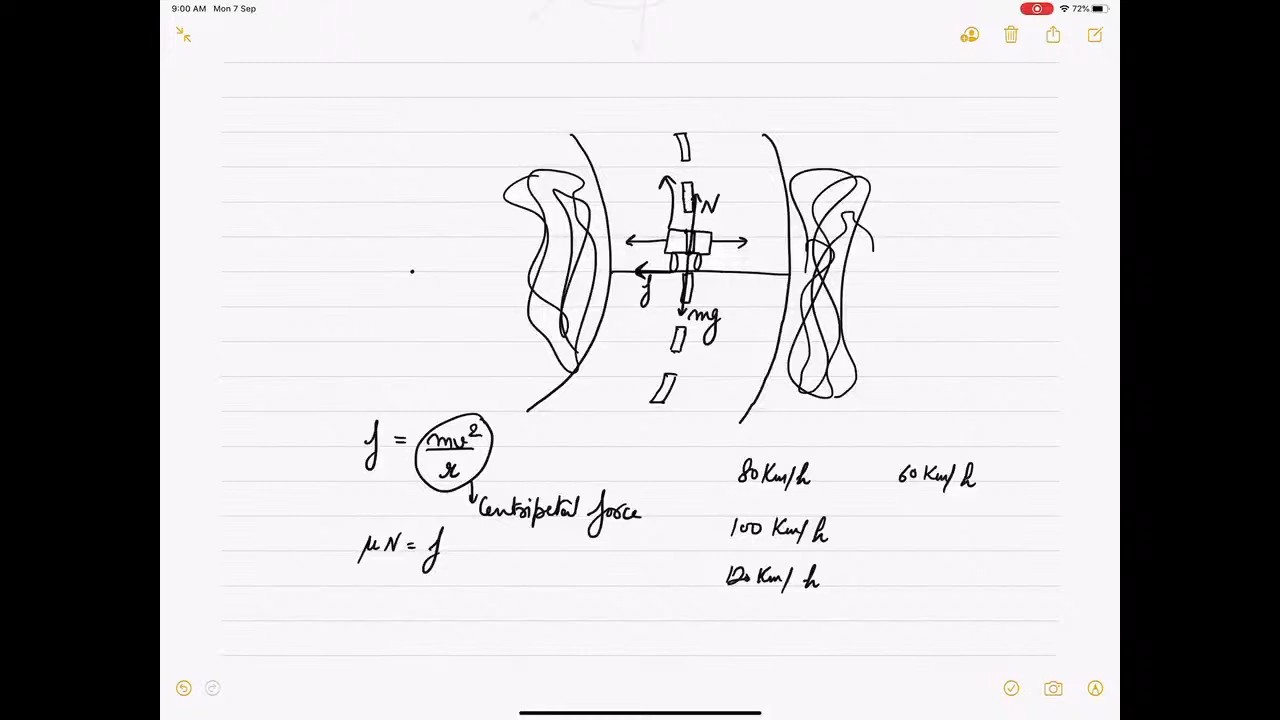 9:00 AM Mon 7 Sep
72%
N
f
mg
f = mv²/r
80 Km/h
60 Km/h
Centripetal force
100 Km/h
μN = f
120 Km/h